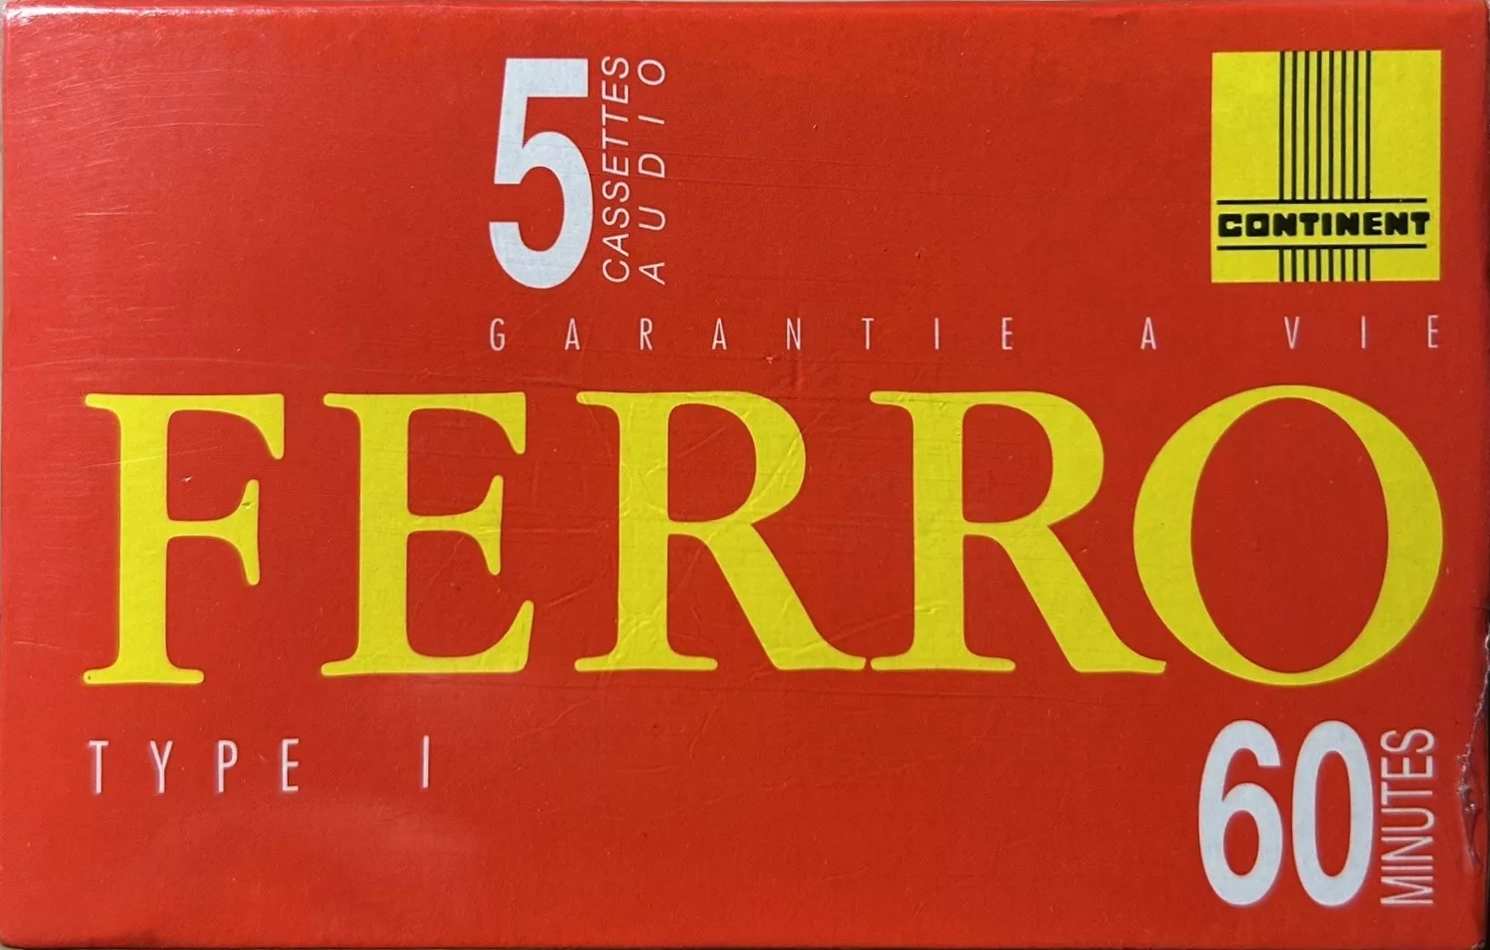 5 CASSETTES
AUDIO
CONTINENT
GARANTIE A VIE
FERRO
TYPE I
60 MINUTES